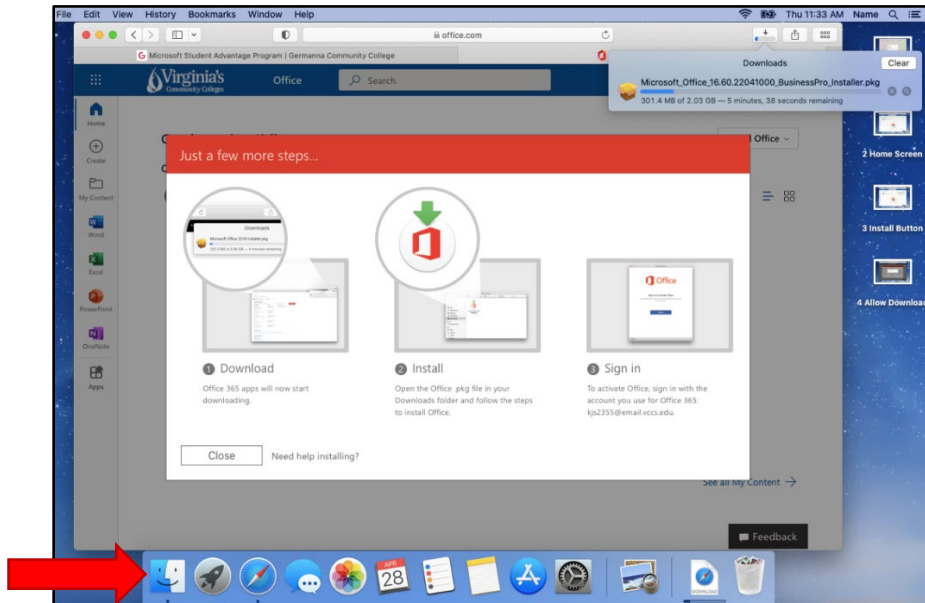 File Edit View History Bookmarks Window Help
Thu 11:33 AM Name
office.com
G Microsoft Student Advantage Program | Germanna Community College
Downloads
Clear
Microsoft_Office_16.60.22041000_BusinessPro_Installer.pkg
301.4 MB of 2.03 GB — 5 minutes, 38 seconds remaining
Virginia's
Community Colleges
Office
Search
Home
Create
My Content
Word
Excel
PowerPoint
OneNote
Apps
Office
Just a few more steps...
Downloads
Office
1 Download
Office 365 apps will now start
downloading.
2 Install
Open the Office .pkg file in your
Downloads folder and follow the steps
to install Office.
3 Sign in
To activate Office, sign in with the
account you use for Office 365:
kjs2355@email.vccs.edu.
Close
Need help installing?
See all My Content
Feedback
2 Home Screen
3 Install Button
4 Allow Download
APR
28
DOWNLOAD